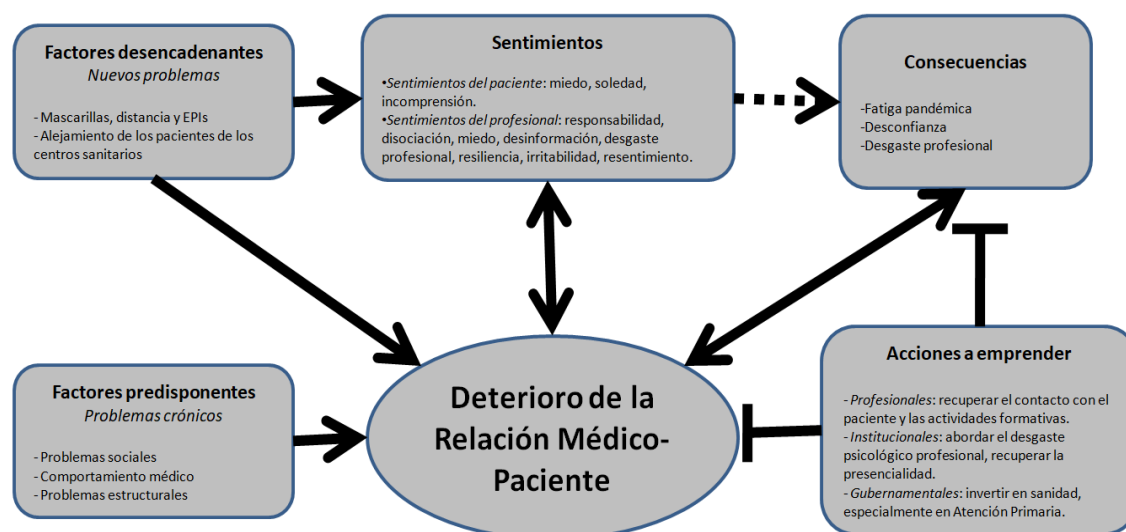 Factores desencadenantes
Nuevos problemas
- Mascarillas, distancia y EPIs
- Alejamiento de los pacientes de los
centros sanitarios
Sentimientos
•Sentimientos del paciente: miedo, soledad,
incomprensión.
•Sentimientos del profesional: responsabilidad,
disociación, miedo, desinformación, desgaste
profesional, resiliencia, irritabilidad, resentimiento.
Consecuencias
-Fatiga pandémica
-Desconfianza
-Desgaste profesional
Factores predisponentes
Problemas crónicos
- Problemas sociales
- Comportamiento médico
- Problemas estructurales
Deterioro de la
Relación Médico-
Paciente
Acciones a emprender
- Profesionales: recuperar el contacto con el
paciente y las actividades formativas.
- Institucionales: abordar el desgaste
psicológico profesional, recuperar la
presencialidad.
- Gubernamentales: invertir en sanidad,
especialmente en Atención Primaria.